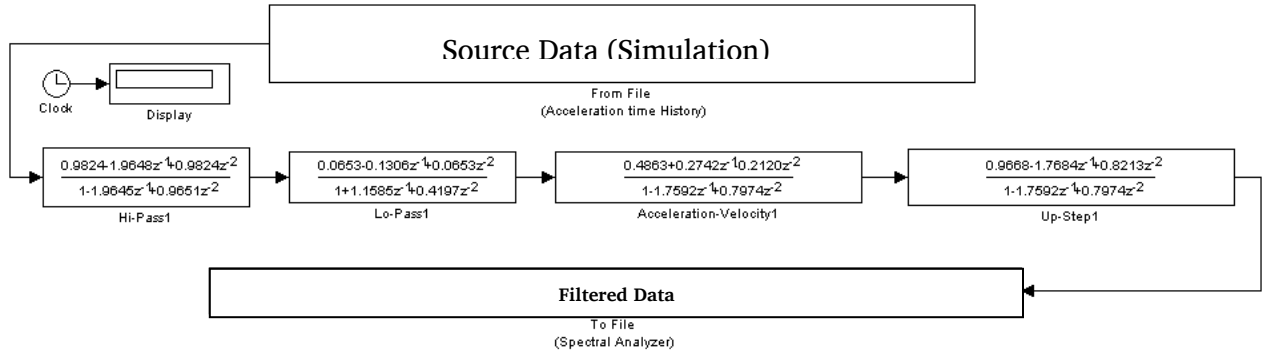 Source Data (Simulation)
From File
(Acceleration time History)
Clock
Display
0.9824-1.9648z⁻¹+0.9824z⁻²
1-1.9645z⁻¹+0.9651z⁻²
Hi-Pass1
0.0653-0.1306z⁻¹+0.0653z⁻²
1+1.1585z⁻¹+0.4197z⁻²
Lo-Pass1
0.4863+0.2742z⁻¹0.2120z⁻²
1-1.7592z⁻¹+0.7974z⁻²
Acceleration-Velocity1
0.9668-1.7684z⁻¹+0.8213z⁻²
1-1.7592z⁻¹+0.7974z⁻²
Up-Step1
Filtered Data
To File
(Spectral Analyzer)